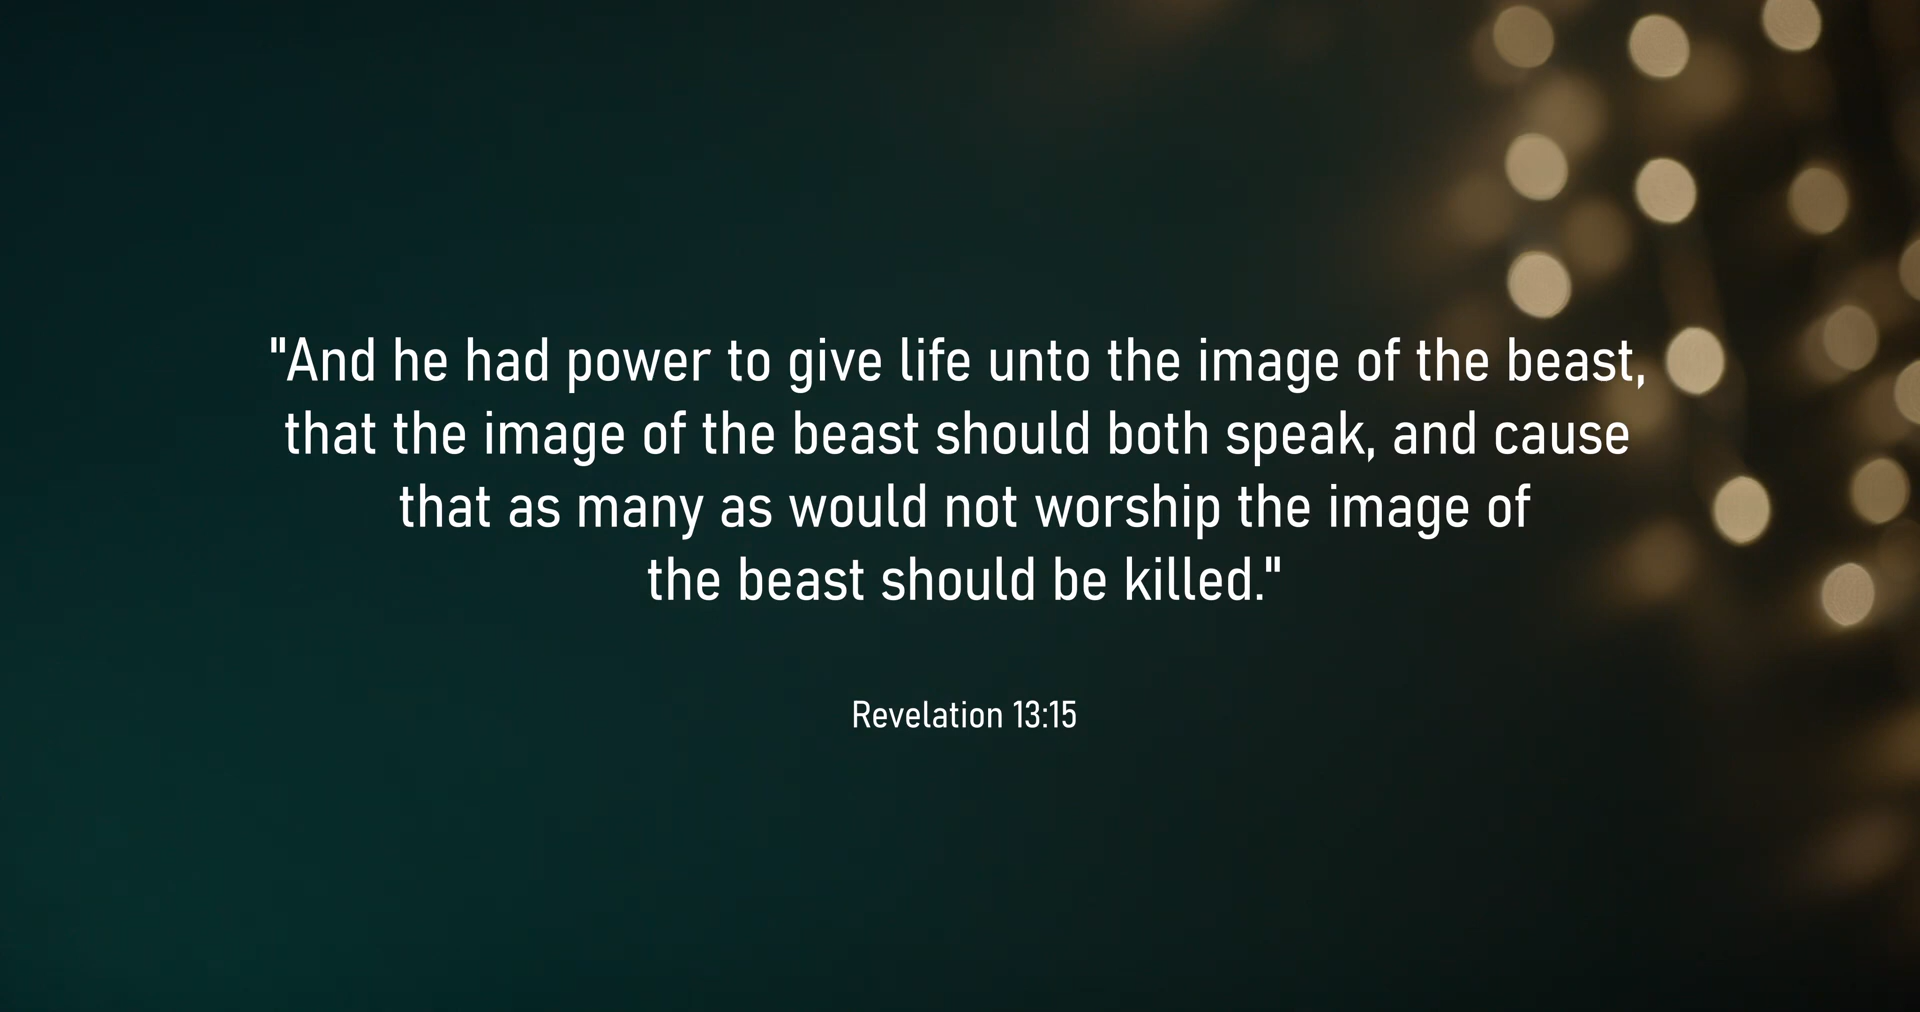 "And he had power to give life unto the image of the beast,
that the image of the beast should both speak, and cause
that as many as would not worship the image of
the beast should be killed."
Revelation 13:15